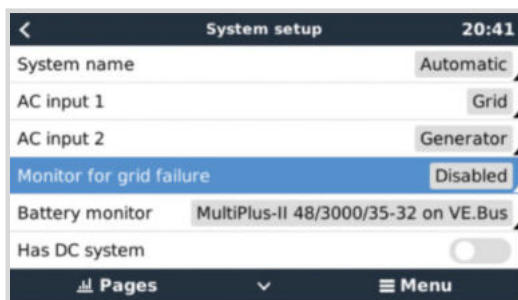 System setup 20:41
System name Automatic
AC input 1 Grid
AC input 2 Generator
Monitor for grid failure Disabled
Battery monitor MultiPlus-II 48/3000/35-32 on VE.Bus
Has DC system
Pages Menu